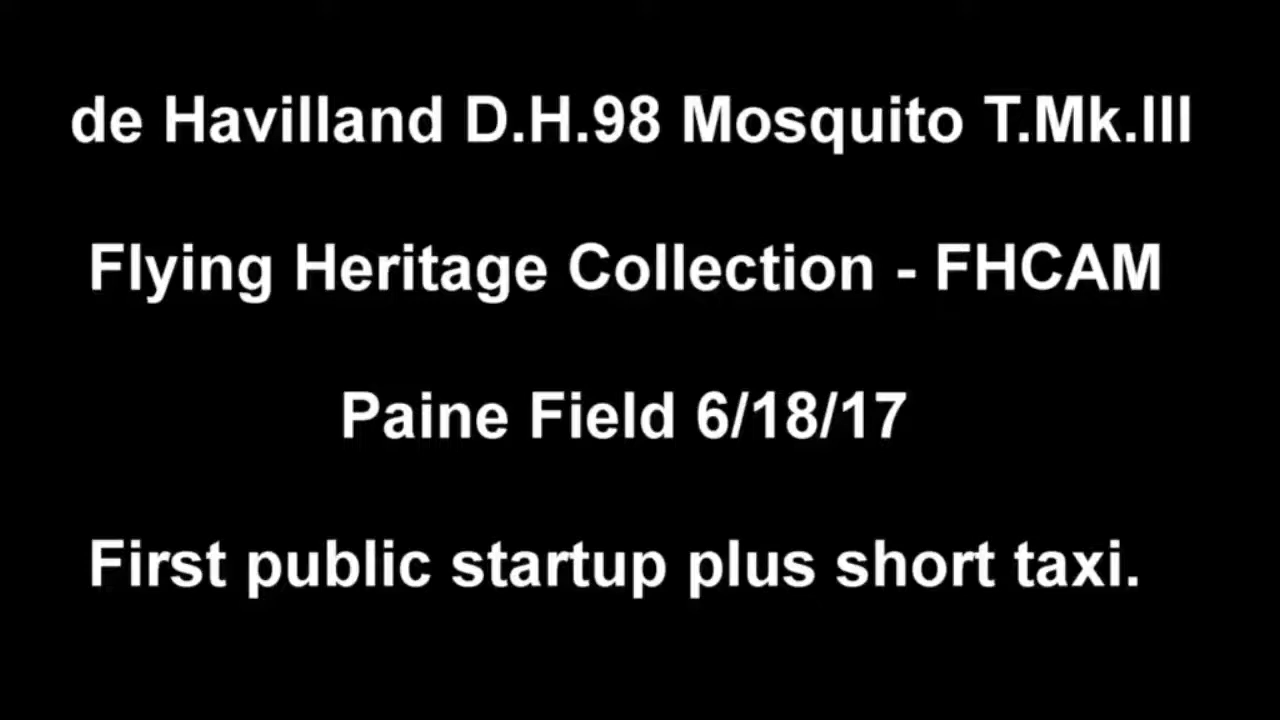 de Havilland D.H.98 Mosquito T.Mk.III
Flying Heritage Collection - FHCAM
Paine Field 6/18/17
First public startup plus short taxi.